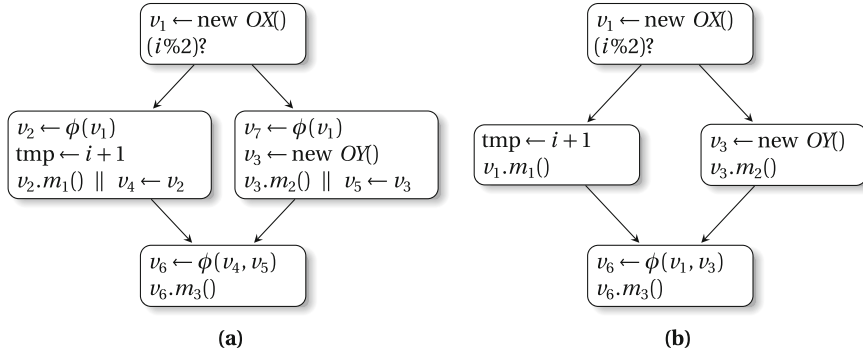 v₁ ← new OX()
(i%2)?
v₂ ← ϕ(v₁)
tmp ← i + 1
v₂.m₁() ∥ v₄ ← v₂
v₇ ← ϕ(v₁)
v₃ ← new OY()
v₃.m₂() ∥ v₅ ← v₃
v₆ ← ϕ(v₄, v₅)
v₆.m₃()
(a)
v₁ ← new OX()
(i%2)?
tmp ← i + 1
v₁.m₁()
v₃ ← new OY()
v₃.m₂()
v₆ ← ϕ(v₁, v₃)
v₆.m₃()
(b)